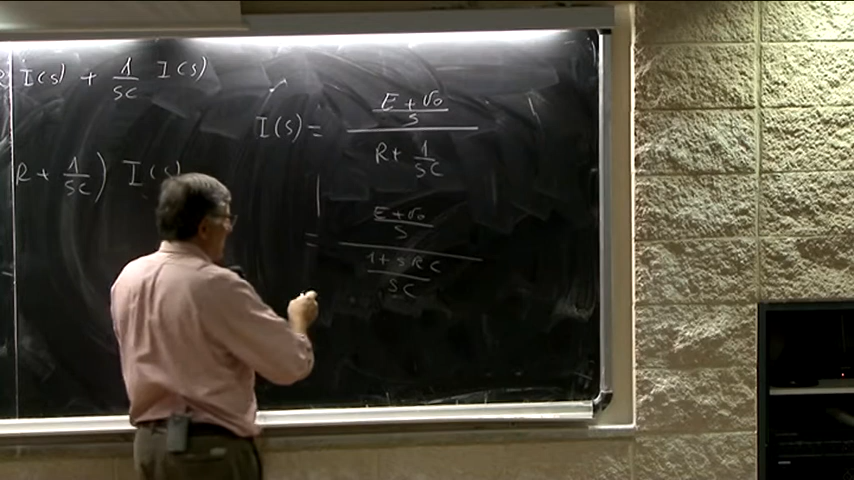 R I(s) + 1/sC I(s)
R + 1/sC) I(s)
I(s) = ((E + v₀)/s) / (R + 1/sC)
= ((E + v₀)/s) / ((1 + sRC)/sC)